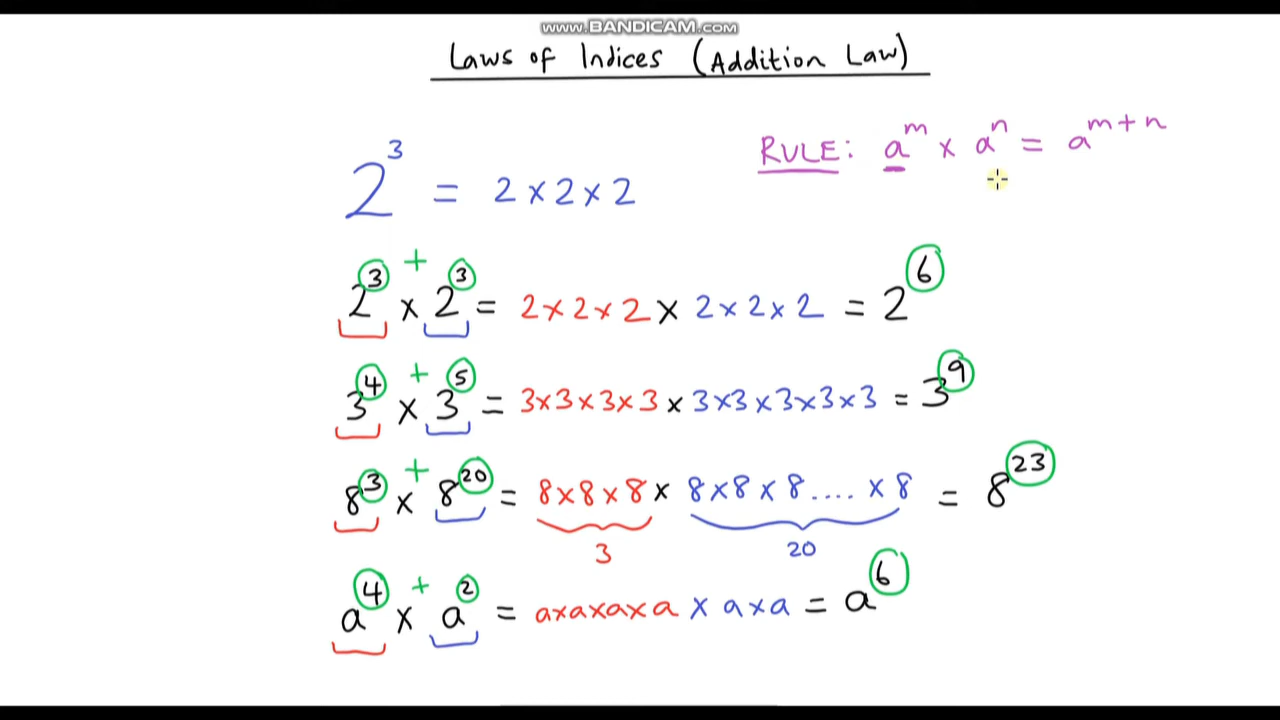 www.BANDICAM.com
Laws of Indices (Addition Law)
RULE: a^m × a^n = a^(m+n)
2^3 = 2×2×2
+
2^3 × 2^3 = 2×2×2 × 2×2×2 = 2^6
+
3^4 × 3^5 = 3×3×3×3 × 3×3×3×3×3 = 3^9
+
8^3 × 8^20 = 8×8×8 × 8×8×8....×8 = 8^23
3 20
+
a^4 × a^2 = a×a×a×a × a×a = a^6